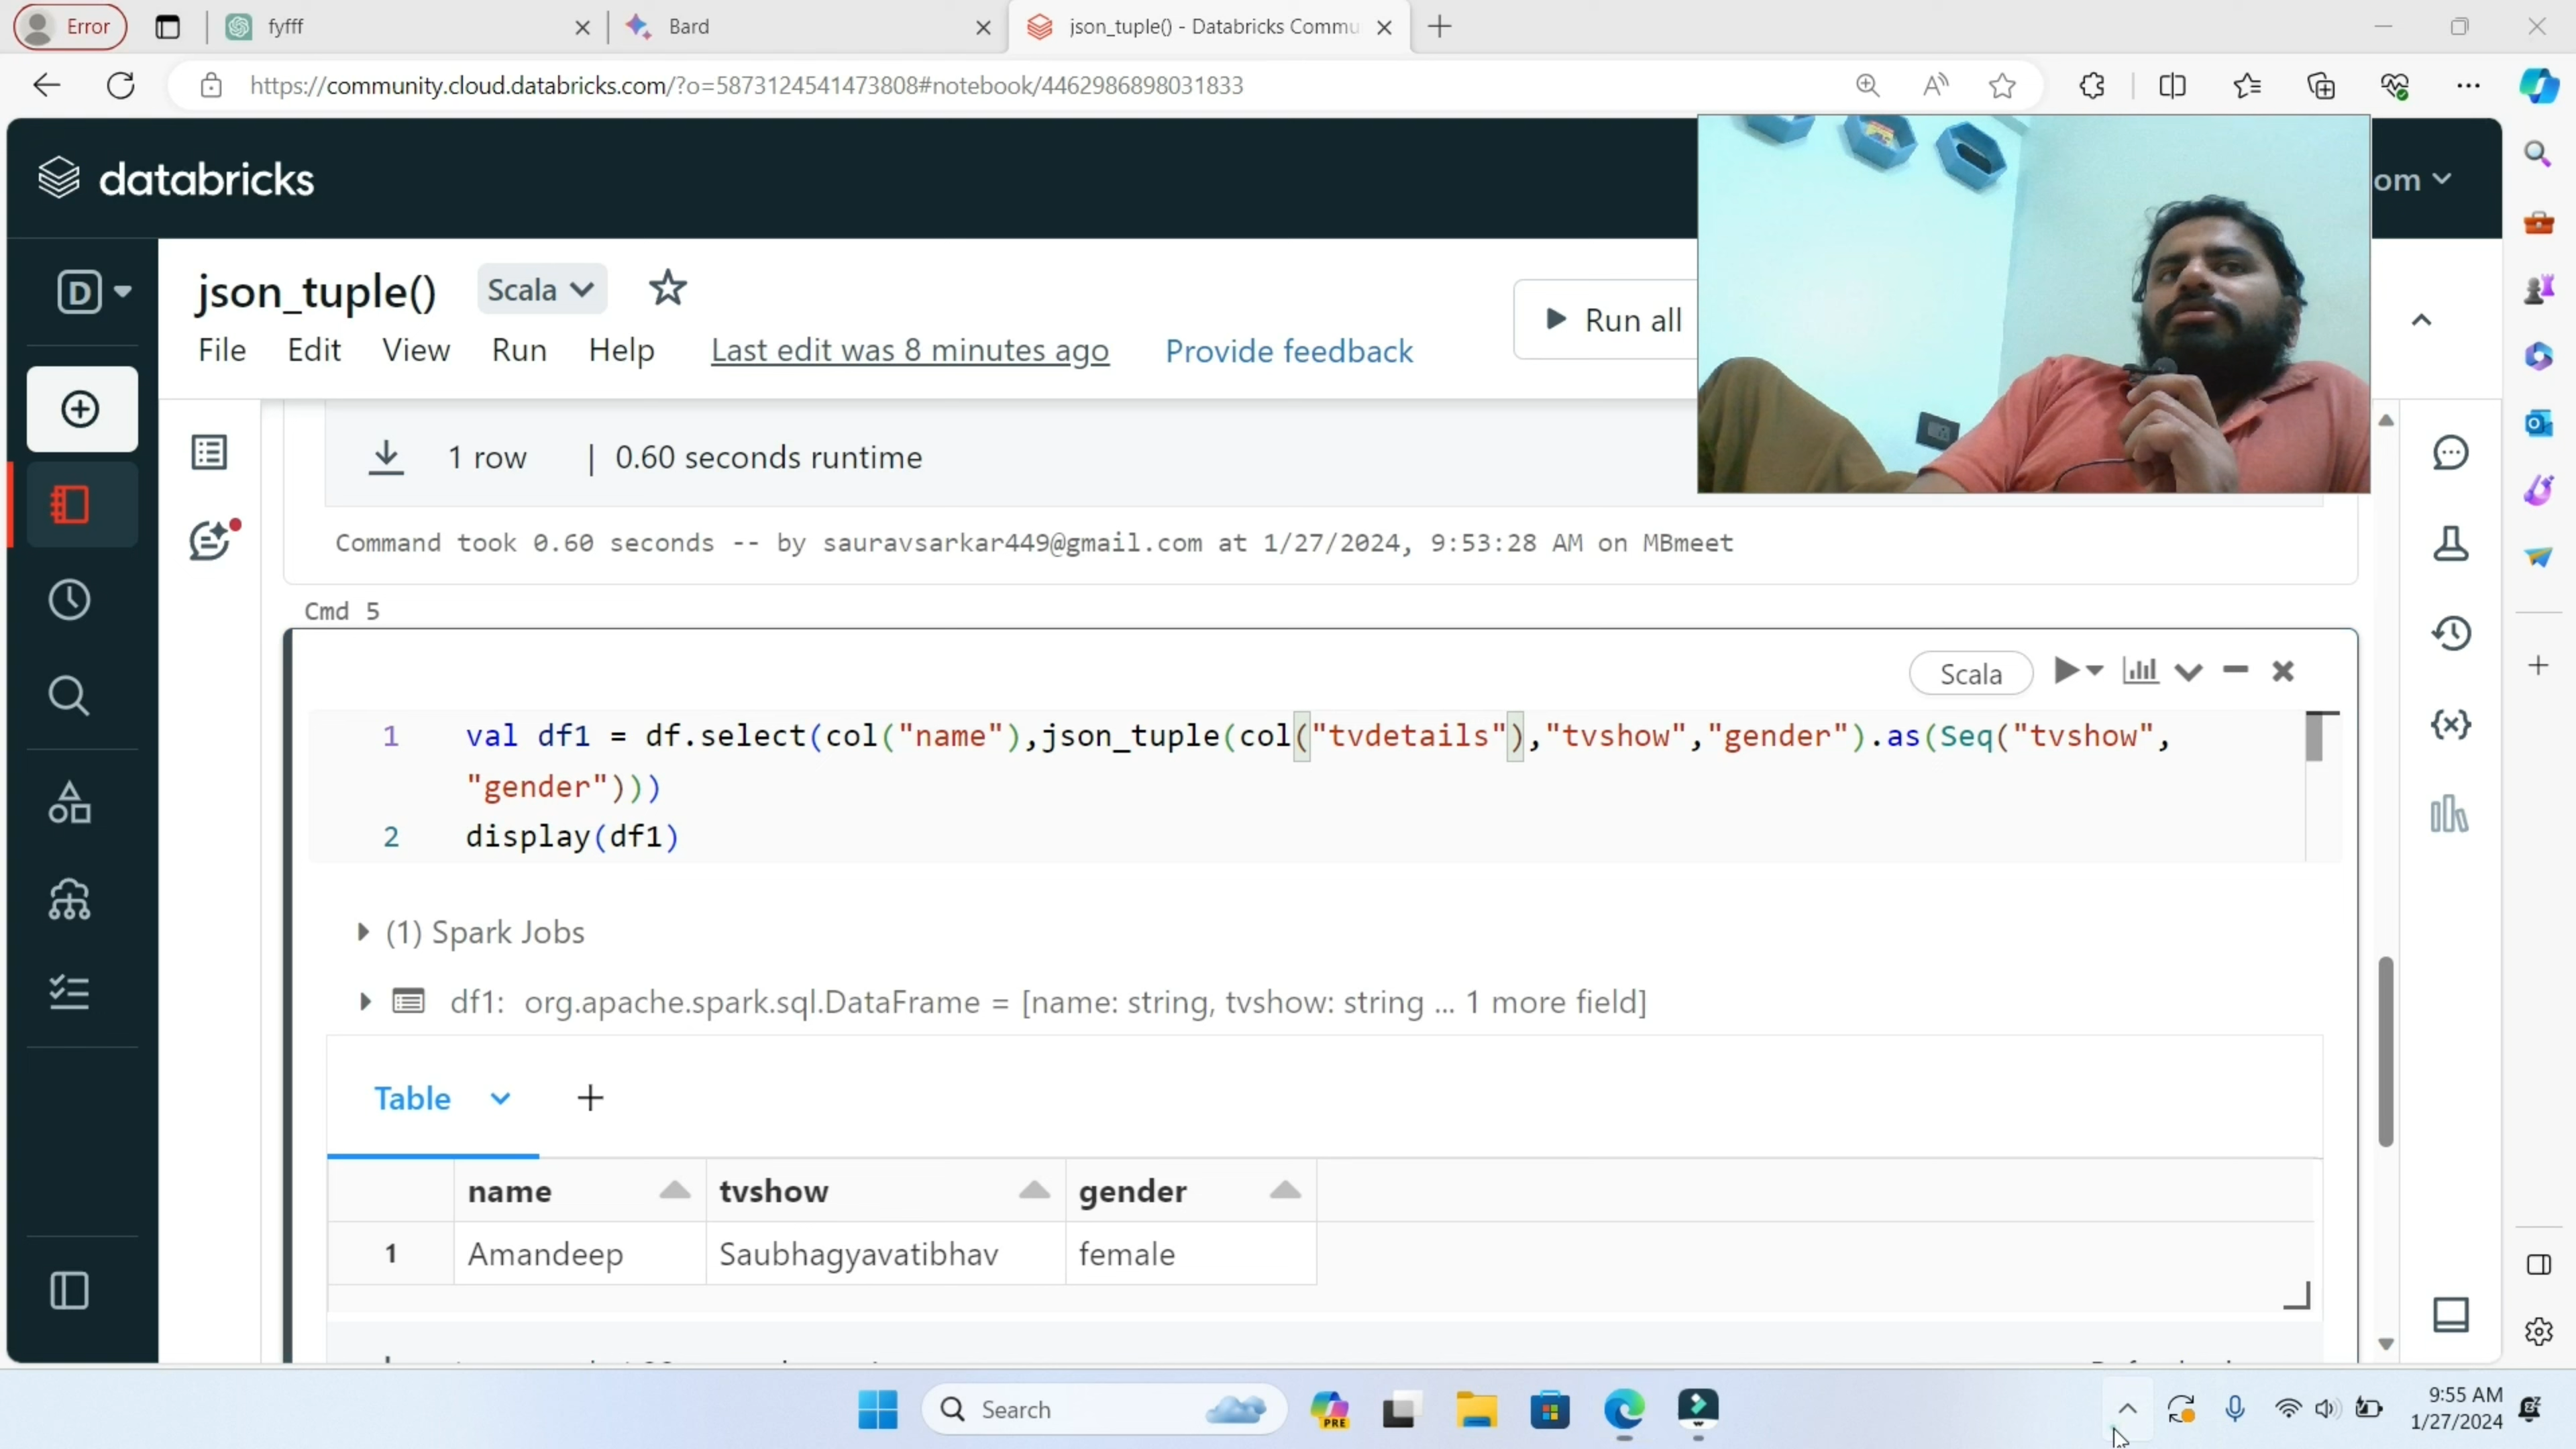 Error
fyfff
Bard
json_tuple() - Databricks Commu
https://community.cloud.databricks.com/?o=5873124541473808#notebook/4462986898031833
databricks
om
json_tuple()
Scala
File Edit View Run Help Last edit was 8 minutes ago Provide feedback
Run all
1 row | 0.60 seconds runtime
Command took 0.60 seconds -- by sauravsarkar449@gmail.com at 1/27/2024, 9:53:28 AM on MBmeet
Cmd 5
Scala
1 val df1 = df.select(col("name"),json_tuple(col("tvdetails"),"tvshow","gender").as(Seq("tvshow",
"gender")))
2 display(df1)
(1) Spark Jobs
df1: org.apache.spark.sql.DataFrame = [name: string, tvshow: string ... 1 more field]
Table +
name tvshow gender
1 Amandeep Saubhagyavatibhav female
Search
PRE
9:55 AM
1/27/2024